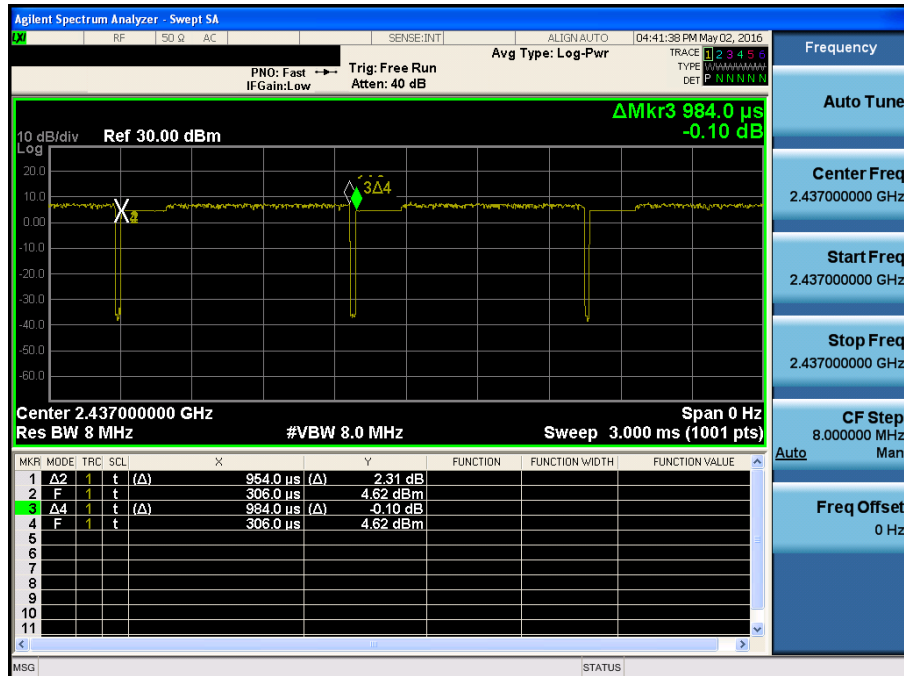 Agilent Spectrum Analyzer - Swept SA
LXI RF 50 Ω AC SENSE:INT ALIGN AUTO 04:41:38 PM May 02, 2016
Avg Type: Log-Pwr
PNO: Fast Trig: Free Run
IFGain:Low Atten: 40 dB
TRACE 1 2 3 4 5 6
TYPE WWWWWW
DET P N N N N N
Frequency
ΔMkr3 984.0 µs
-0.10 dB
10 dB/div Ref 30.00 dBm
Log
20.0
10.0
0.00
-10.0
-20.0
-30.0
-40.0
-50.0
-60.0
3Δ4
X
Center 2.437000000 GHz Span 0 Hz
Res BW 8 MHz #VBW 8.0 MHz Sweep 3.000 ms (1001 pts)
MKR MODE TRC SCL X Y FUNCTION FUNCTION WIDTH FUNCTION VALUE
1 Δ2 1 t (Δ) 954.0 µs (Δ) 2.31 dB
2 F 1 t 306.0 µs 4.62 dBm
3 Δ4 1 t (Δ) 984.0 µs (Δ) -0.10 dB
4 F 1 t 306.0 µs 4.62 dBm
5
6
7
8
9
10
11
MSG STATUS
Auto Tune
Center Freq
2.437000000 GHz
Start Freq
2.437000000 GHz
Stop Freq
2.437000000 GHz
CF Step
8.000000 MHz
Auto Man
Freq Offset
0 Hz